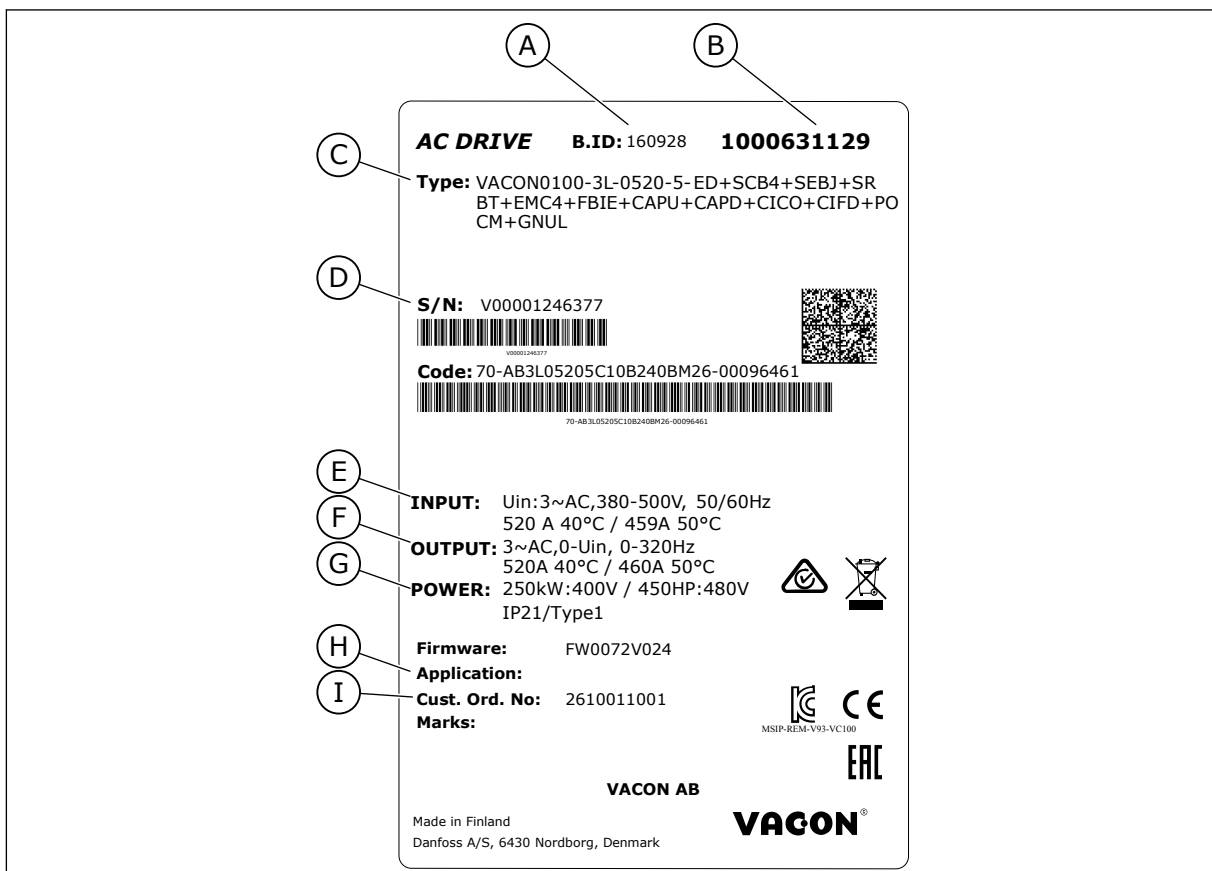 A
B
AC DRIVE B.ID: 160928 1000631129
C
Type: VACON0100-3L-0520-5-ED+SCB4+SEBJ+SR
BT+EMC4+FBIE+CAPU+CAPD+CICO+CIFD+PO
CM+GNUL
D
S/N: V00001246377
V00001246377
Code: 70-AB3L05205C10B240BM26-00096461
70-AB3L05205C10B240BM26-00096461
E
INPUT: Uin:3~AC,380-500V, 50/60Hz
520 A 40°C / 459A 50°C
F
OUTPUT: 3~AC,0-Uin, 0-320Hz
520A 40°C / 460A 50°C
G
POWER: 250kW:400V / 450HP:480V
IP21/Type1
Firmware: FW0072V024
H
Application:
I
Cust. Ord. No: 2610011001
Marks:
MSIP-REM-V93-VC100
CE
EAC
VACON AB
Made in Finland
VACON®
Danfoss A/S, 6430 Nordborg, Denmark